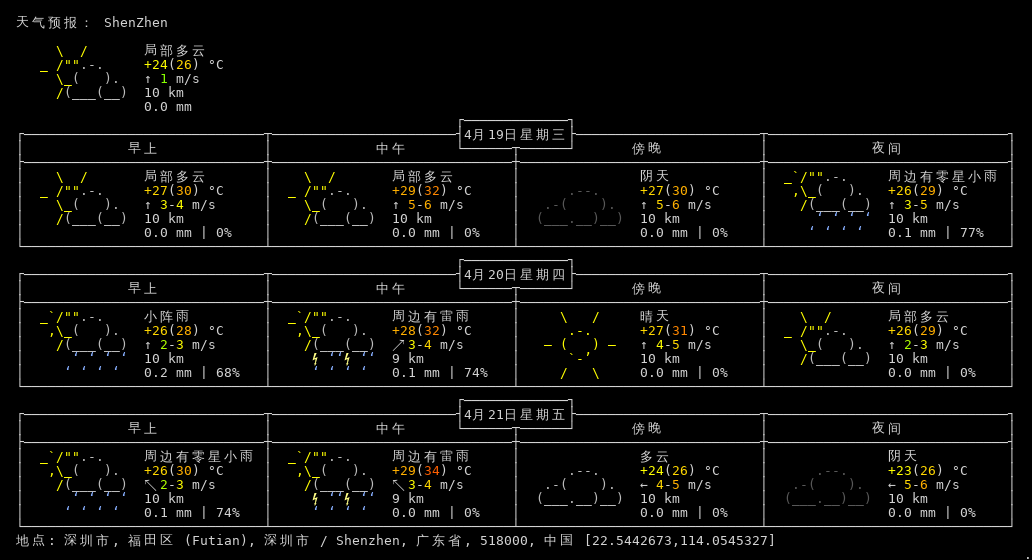 天气预报： ShenZhen
局部多云
+24(26) °C
↑ 1 m/s
10 km
0.0 mm
4月19日星期三
早上 中午 傍晚 夜间
局部多云 局部多云 阴天 周边有零星小雨
+27(30) °C +29(32) °C +27(30) °C +26(29) °C
↑ 3-4 m/s ↑ 5-6 m/s ↑ 5-6 m/s ↑ 3-5 m/s
10 km 10 km 10 km 10 km
0.0 mm | 0% 0.0 mm | 0% 0.0 mm | 0% 0.1 mm | 77%
4月20日星期四
早上 中午 傍晚 夜间
小阵雨 周边有雷雨 晴天 局部多云
+26(28) °C +28(32) °C +27(31) °C +26(29) °C
↑ 2-3 m/s ↗ 3-4 m/s ↑ 4-5 m/s ↑ 2-3 m/s
10 km 9 km 10 km 10 km
0.2 mm | 68% 0.1 mm | 74% 0.0 mm | 0% 0.0 mm | 0%
4月21日星期五
早上 中午 傍晚 夜间
周边有零星小雨 周边有雷雨 多云 阴天
+26(30) °C +29(34) °C +24(26) °C +23(26) °C
↖ 2-3 m/s ↖ 3-4 m/s ← 4-5 m/s ← 5-6 m/s
10 km 9 km 10 km 10 km
0.1 mm | 74% 0.0 mm | 0% 0.0 mm | 0% 0.0 mm | 0%
地点: 深圳市, 福田区 (Futian), 深圳市 / Shenzhen, 广东省, 518000, 中国 [22.5442673,114.0545327]